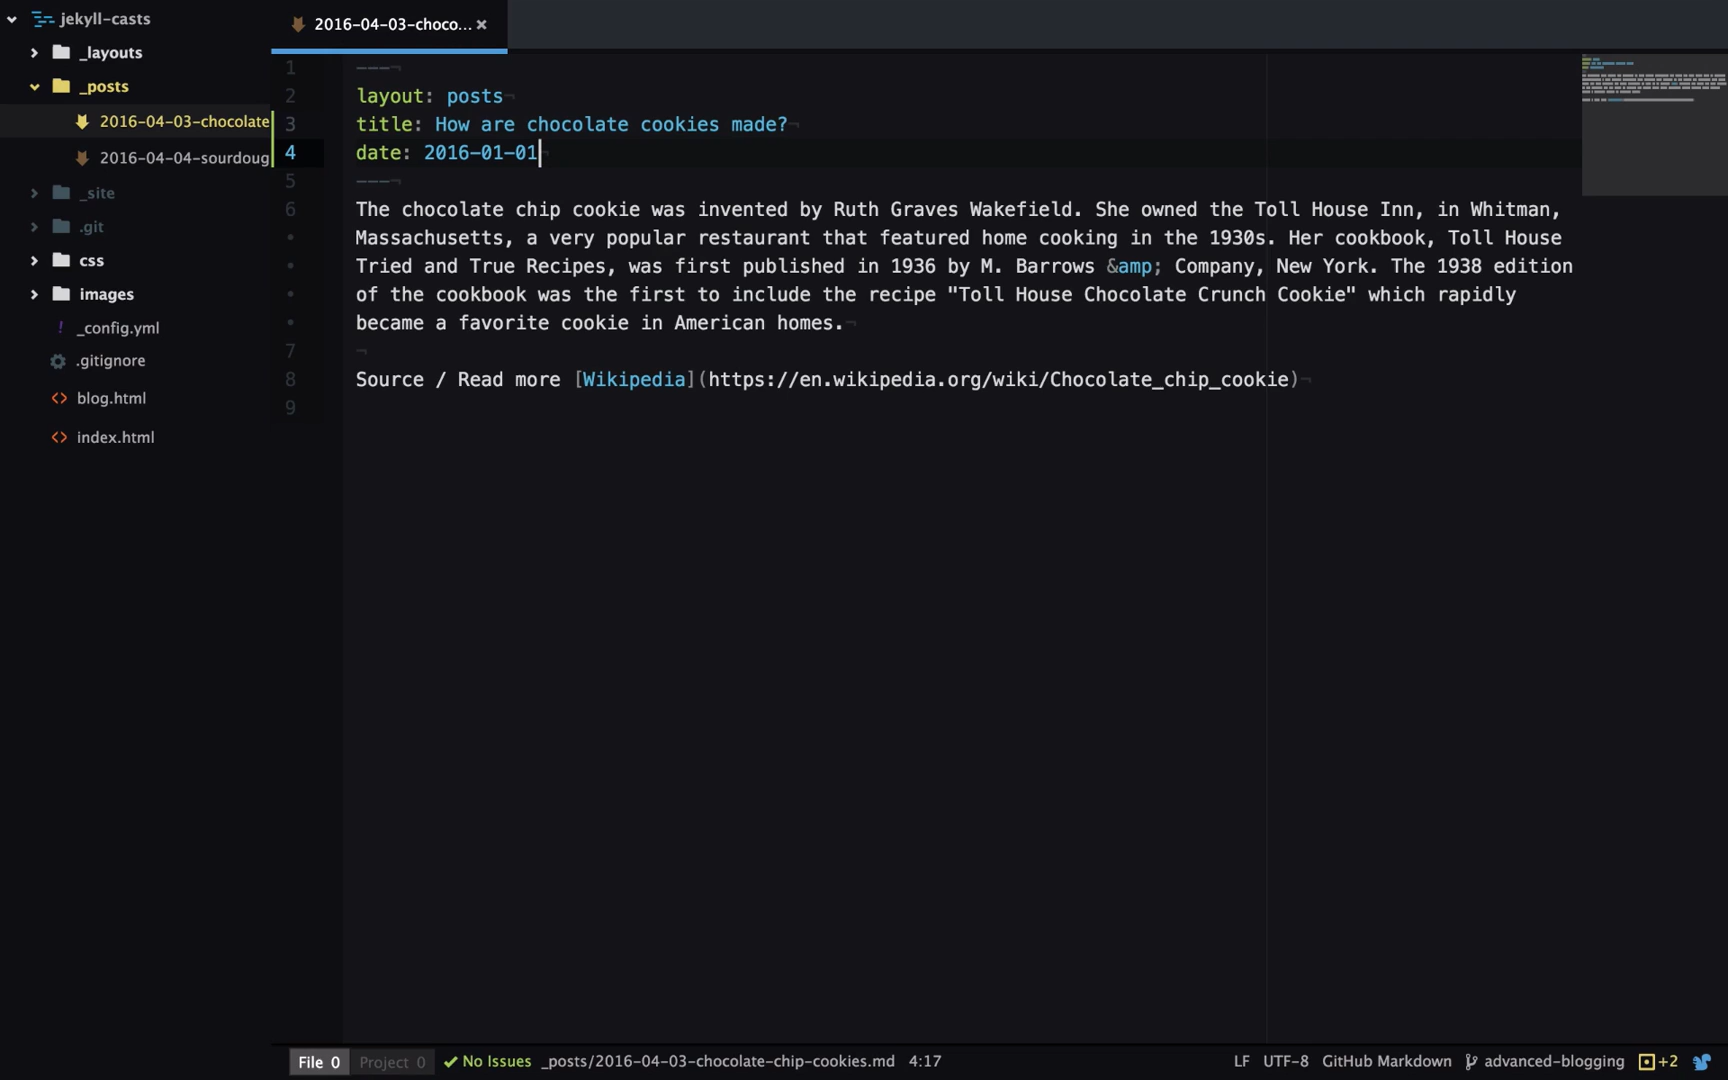 jekyll-casts
_layouts
_posts
2016-04-03-chocolate
2016-04-04-sourdoug
_site
.git
css
images
! _config.yml
.gitignore
<> blog.html
<> index.html
2016-04-03-choco... ×
1 ---¬
2 layout: posts¬
3 title: How are chocolate cookies made?¬
4 date: 2016-01-01¬
5 ---¬
6 The chocolate chip cookie was invented by Ruth Graves Wakefield. She owned the Toll House Inn, in Whitman,
• Massachusetts, a very popular restaurant that featured home cooking in the 1930s. Her cookbook, Toll House
• Tried and True Recipes, was first published in 1936 by M. Barrows &amp; Company, New York. The 1938 edition
• of the cookbook was the first to include the recipe "Toll House Chocolate Crunch Cookie" which rapidly
• became a favorite cookie in American homes.¬
7 ¬
8 Source / Read more [Wikipedia](https://en.wikipedia.org/wiki/Chocolate_chip_cookie)¬
9
File 0 Project 0 No Issues _posts/2016-04-03-chocolate-chip-cookies.md 4:17 LF UTF-8 GitHub Markdown advanced-blogging +2